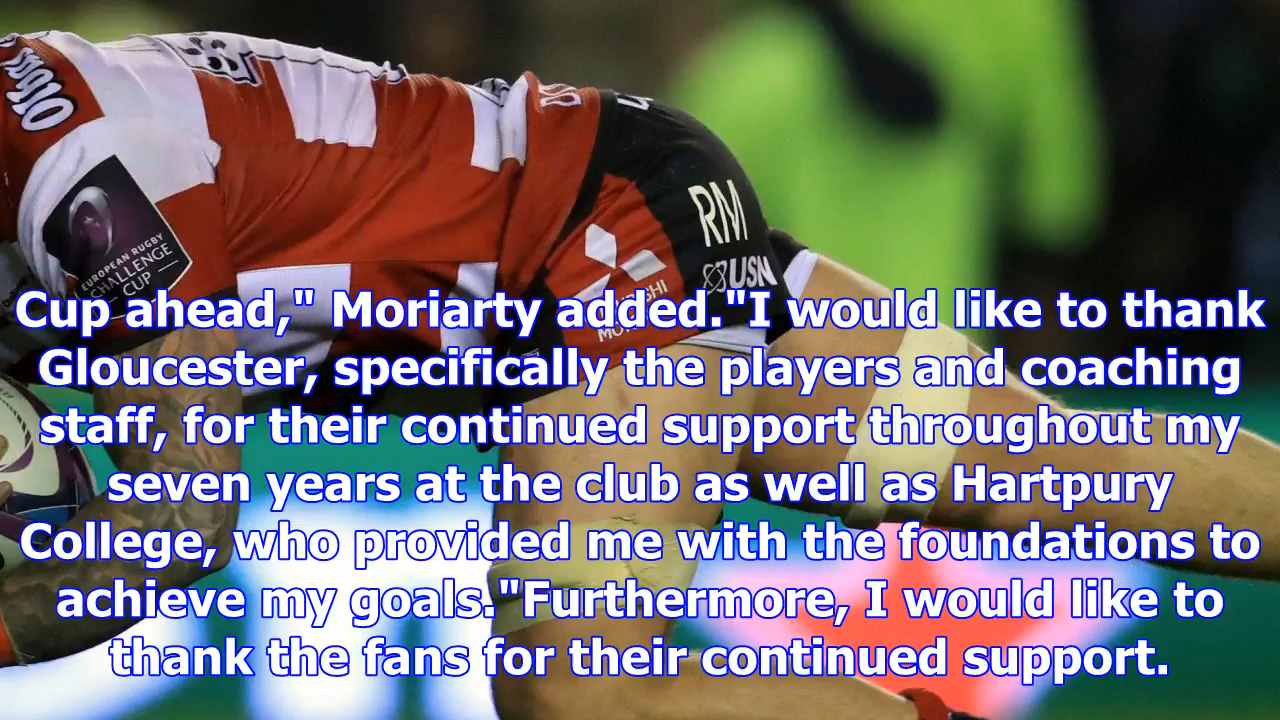 Olbas
EUROPEAN RUGBY
CHALLENGE
CUP
RM
USN
Cup ahead," Moriarty added."I would like to thank
Gloucester, specifically the players and coaching
staff, for their continued support throughout my
seven years at the club as well as Hartpury
College, who provided me with the foundations to
achieve my goals."Furthermore, I would like to
thank the fans for their continued support.